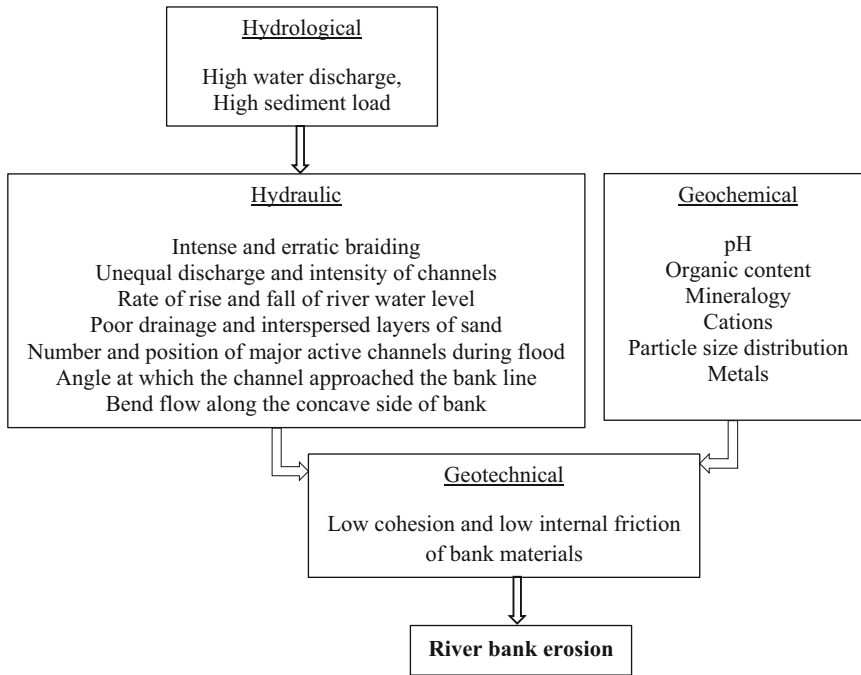 Hydrological
High water discharge,
High sediment load
Hydraulic
Intense and erratic braiding
Unequal discharge and intensity of channels
Rate of rise and fall of river water level
Poor drainage and interspersed layers of sand
Number and position of major active channels during flood
Angle at which the channel approached the bank line
Bend flow along the concave side of bank
Geochemical
pH
Organic content
Mineralogy
Cations
Particle size distribution
Metals
Geotechnical
Low cohesion and low internal friction
of bank materials
River bank erosion